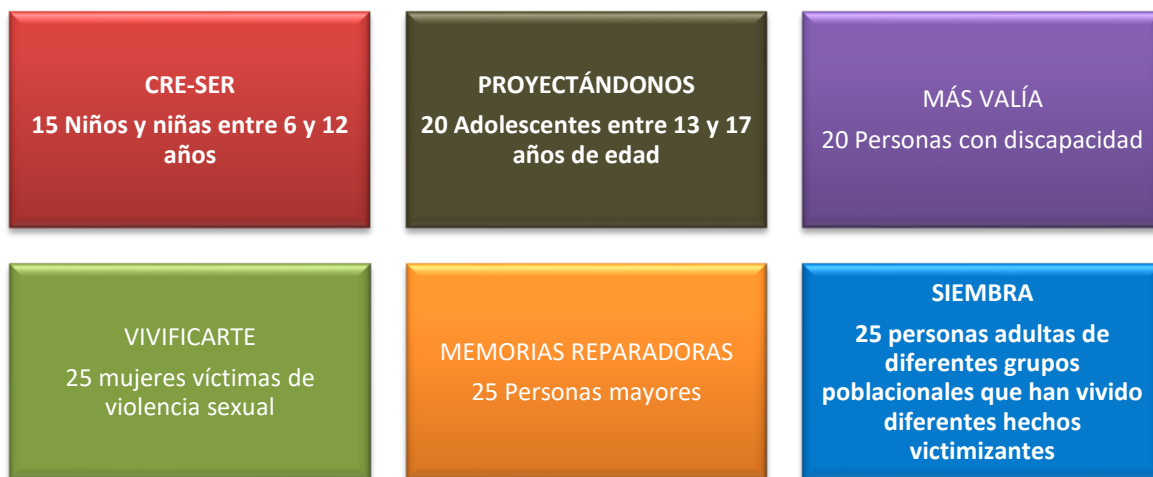 CRE-SER
15 Niños y niñas entre 6 y 12
años
PROYECTÁNDONOS
20 Adolescentes entre 13 y 17
años de edad
MÁS VALÍA
20 Personas con discapacidad
VIVIFICARTE
25 mujeres víctimas de
violencia sexual
MEMORIAS REPARADORAS
25 Personas mayores
SIEMBRA
25 personas adultas de
diferentes grupos
poblacionales que han vivido
diferentes hechos
victimizantes